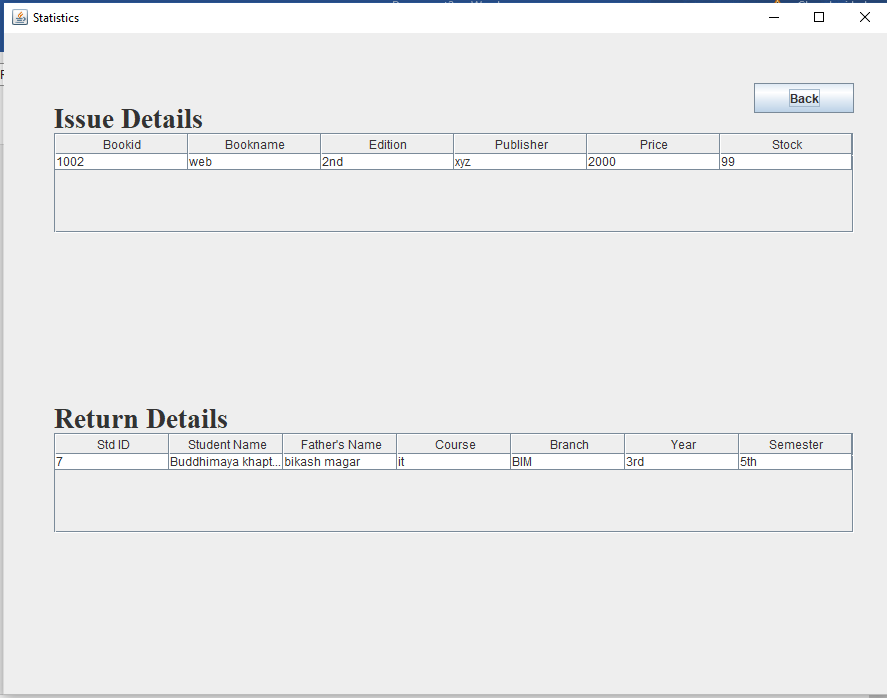 Statistics
Back
Issue Details
Bookid Bookname Edition Publisher Price Stock
1002 web 2nd xyz 2000 99
Return Details
Std ID Student Name Father's Name Course Branch Year Semester
7 Buddhimaya khapt... bikash magar it BIM 3rd 5th